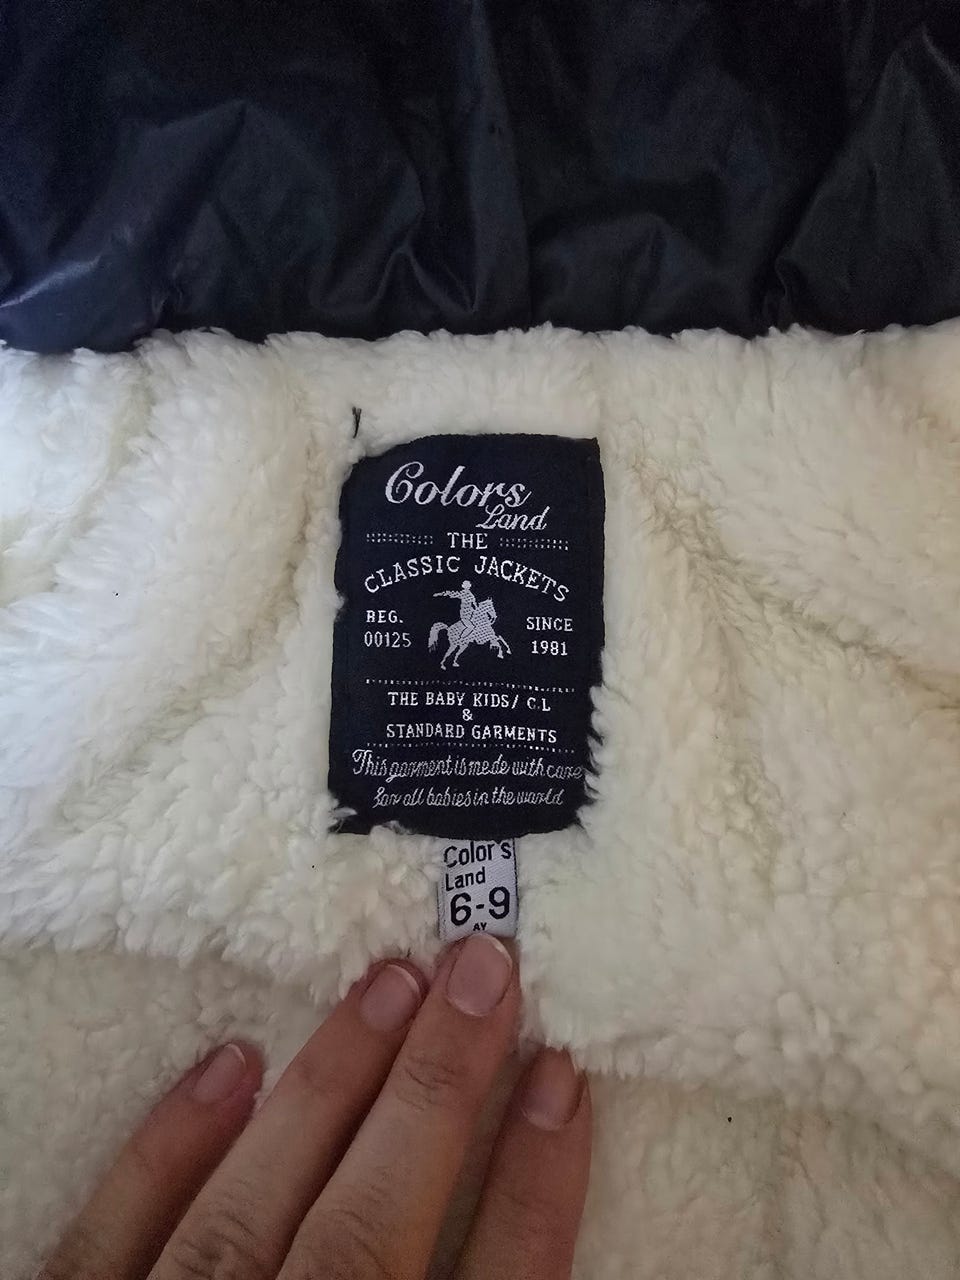 Colors
Land
THE
CLASSIC JACKETS
REG.
00125
SINCE
1981
THE BABY KIDS/ C.L
&
STANDARD GARMENTS
This garment is made with care
for all babies in the world
Color's
Land
6-9
AY